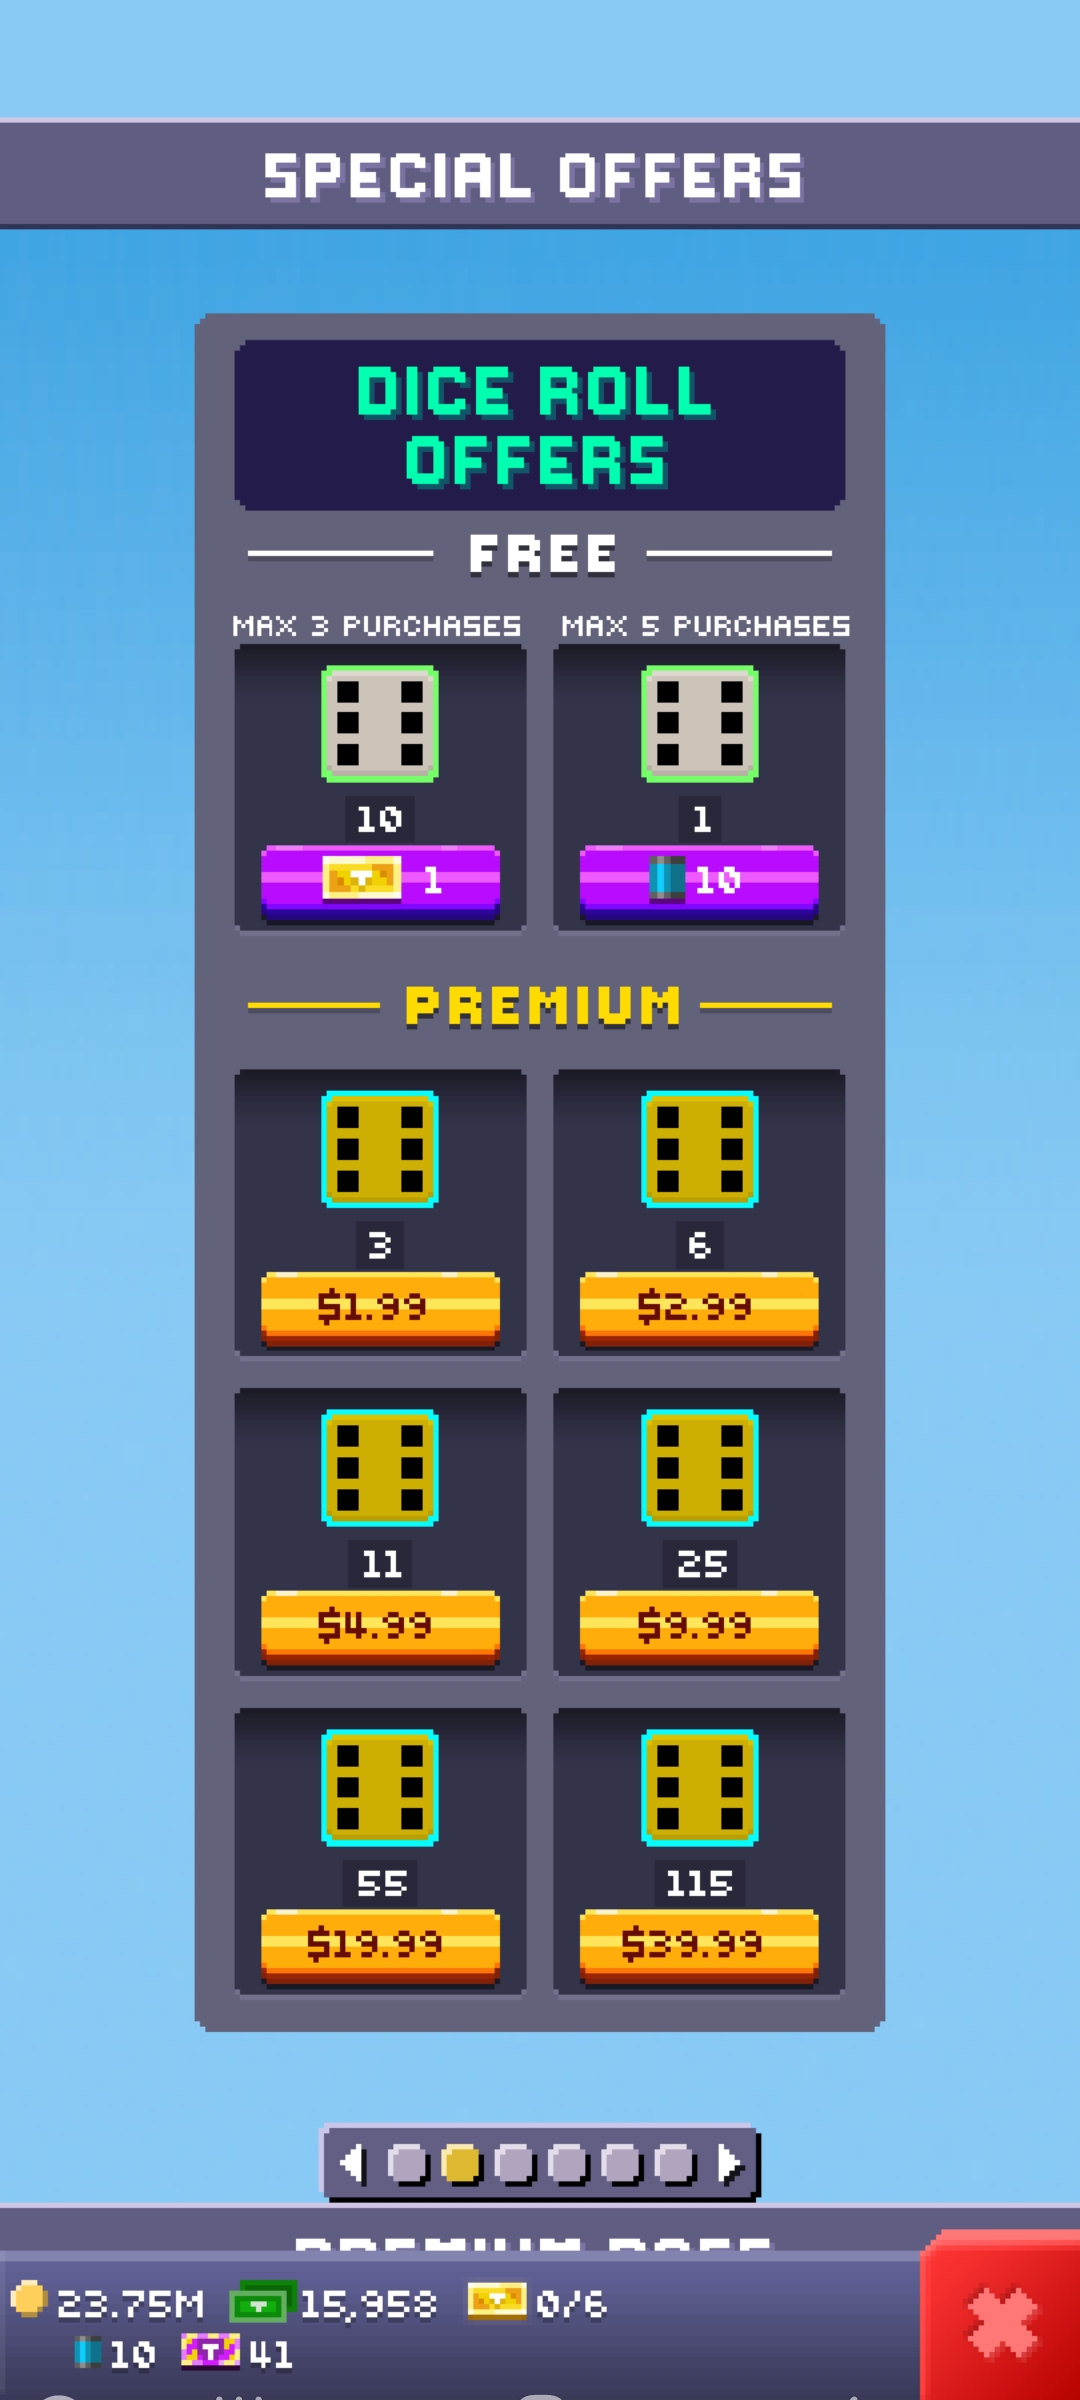 SPECIAL OFFERS
DICE ROLL
OFFERS
FREE
MAX 3 PURCHASES
MAX 5 PURCHASES
10
1
1
10
PREMIUM
3
6
$1.99
$2.99
11
25
$4.99
$9.99
55
115
$19.99
$39.99
PREMIUM PASS
23.75M 15,958 0/6
10 41